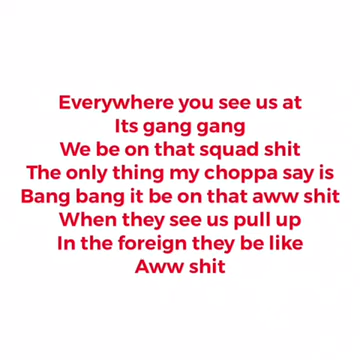 Everywhere you see us at
Its gang gang
We be on that squad shit
The only thing my choppa say is
Bang bang it be on that aww shit
When they see us pull up
In the foreign they be like
Aww shit